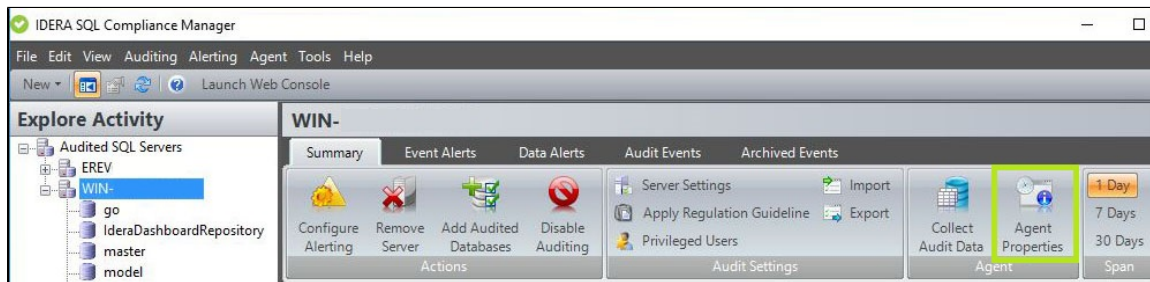 IDERA SQL Compliance Manager
File Edit View Auditing Alerting Agent Tools Help
New Launch Web Console
Explore Activity
Audited SQL Servers
EREV
WIN-
go
IderaDashboardRepository
master
model
WIN-
Summary Event Alerts Data Alerts Audit Events Archived Events
Configure Alerting
Remove Server
Add Audited Databases
Disable Auditing
Actions
Server Settings
Apply Regulation Guideline
Privileged Users
Import
Export
Audit Settings
Collect Audit Data
Agent Properties
Agent
1 Day
7 Days
30 Days
Span